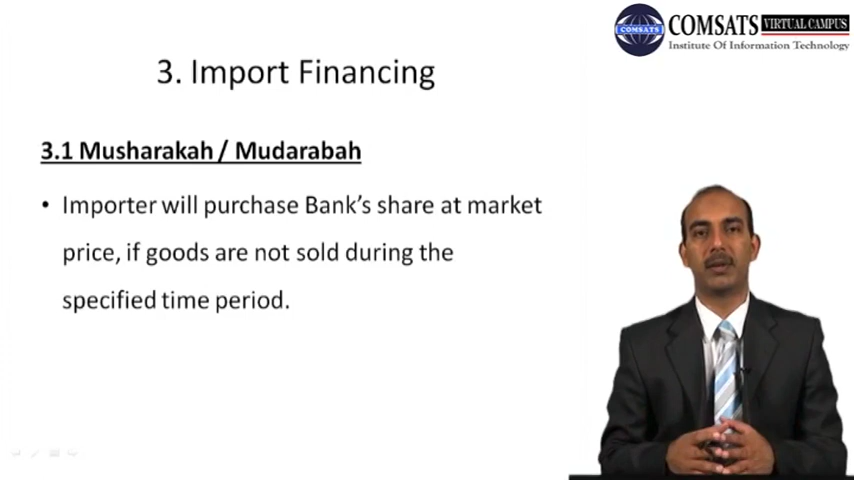 COMSATS VIRTUAL CAMPUS
COMSATS
Institute Of Information Technology
3. Import Financing
3.1 Musharakah / Mudarabah
• Importer will purchase Bank's share at market
price, if goods are not sold during the
specified time period.